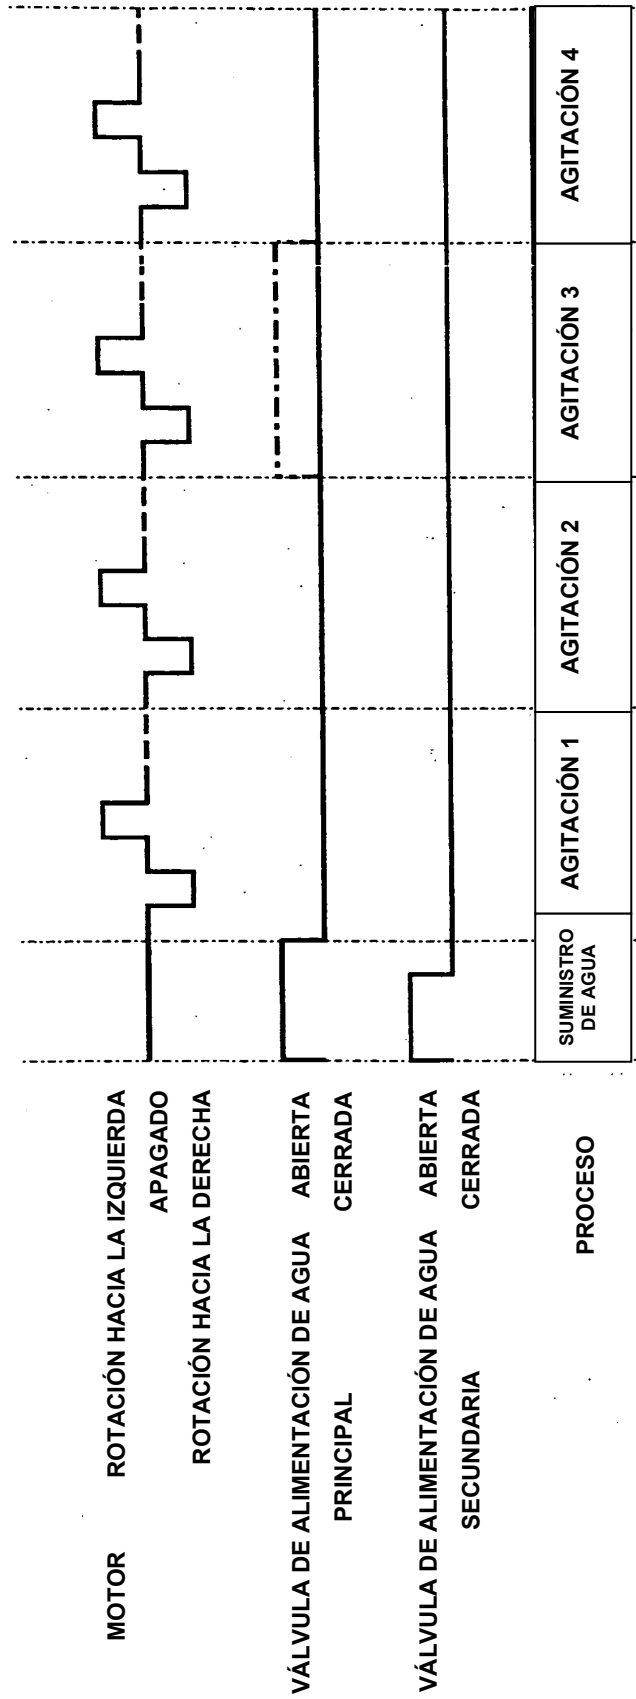 MOTOR ROTACIÓN HACIA LA IZQUIERDA
APAGADO
ROTACIÓN HACIA LA DERECHA
VÁLVULA DE ALIMENTACIÓN DE AGUA ABIERTA
PRINCIPAL CERRADA
VÁLVULA DE ALIMENTACIÓN DE AGUA ABIERTA
SECUNDARIA CERRADA
PROCESO
SUMINISTRO
DE AGUA
AGITACIÓN 1
AGITACIÓN 2
AGITACIÓN 3
AGITACIÓN 4